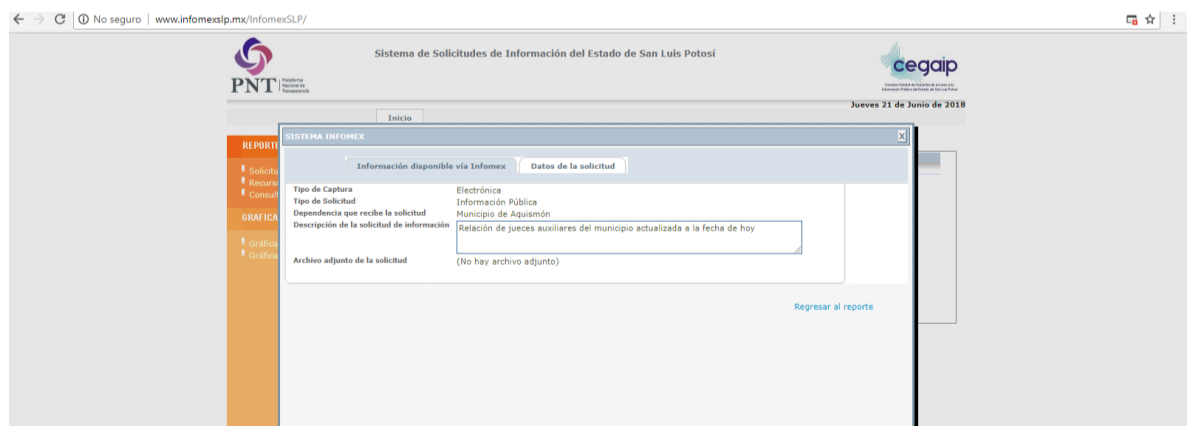 No seguro | www.infomexslp.mx/InfomexSLP/
Sistema de Solicitudes de Información del Estado de San Luis Potosí
PNT Plataforma Nacional de Transparencia
cegaip
Jueves 21 de Junio de 2018
Inicio
SISTEMA INFOMEX
X
REPORTE
Información disponible vía Infomex
Datos de la solicitud
Solicitu
Recurso
Consult
GRAFICA
Gráfica
Gráfica
Tipo de Captura Electrónica
Tipo de Solicitud Información Pública
Dependencia que recibe la solicitud Municipio de Aquismón
Descripción de la solicitud de información Relación de jueces auxiliares del municipio actualizada a la fecha de hoy
Archivo adjunto de la solicitud (No hay archivo adjunto)
Regresar al reporte